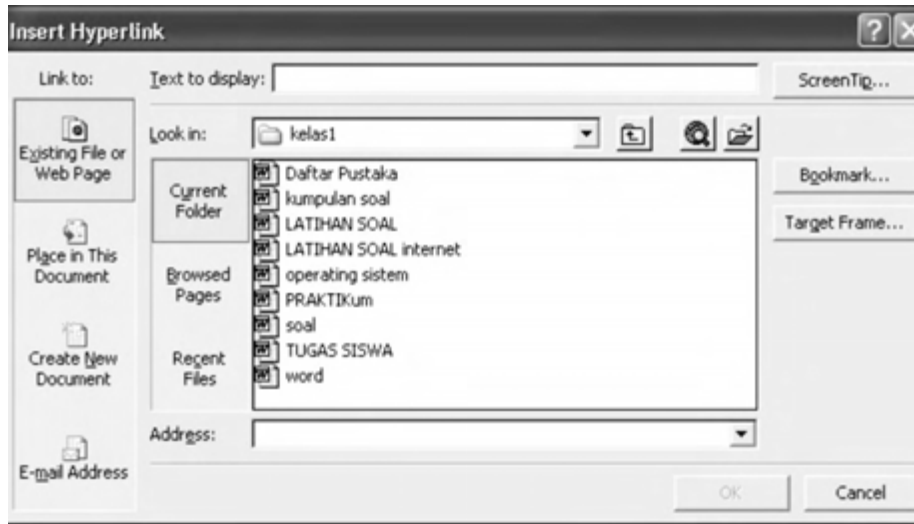 Insert Hyperlink
Link to:
Text to display:
ScreenTip...
Existing File or
Web Page
Look in:
kelas1
Current
Folder
Daftar Pustaka
kumpulan soal
LATIHAN SOAL
LATIHAN SOAL internet
operating sistem
PRAKTIKum
soal
TUGAS SISWA
word
Bookmark...
Target Frame...
Place in This
Document
Browsed
Pages
Create New
Document
Recent
Files
Address:
E-mail Address
OK
Cancel